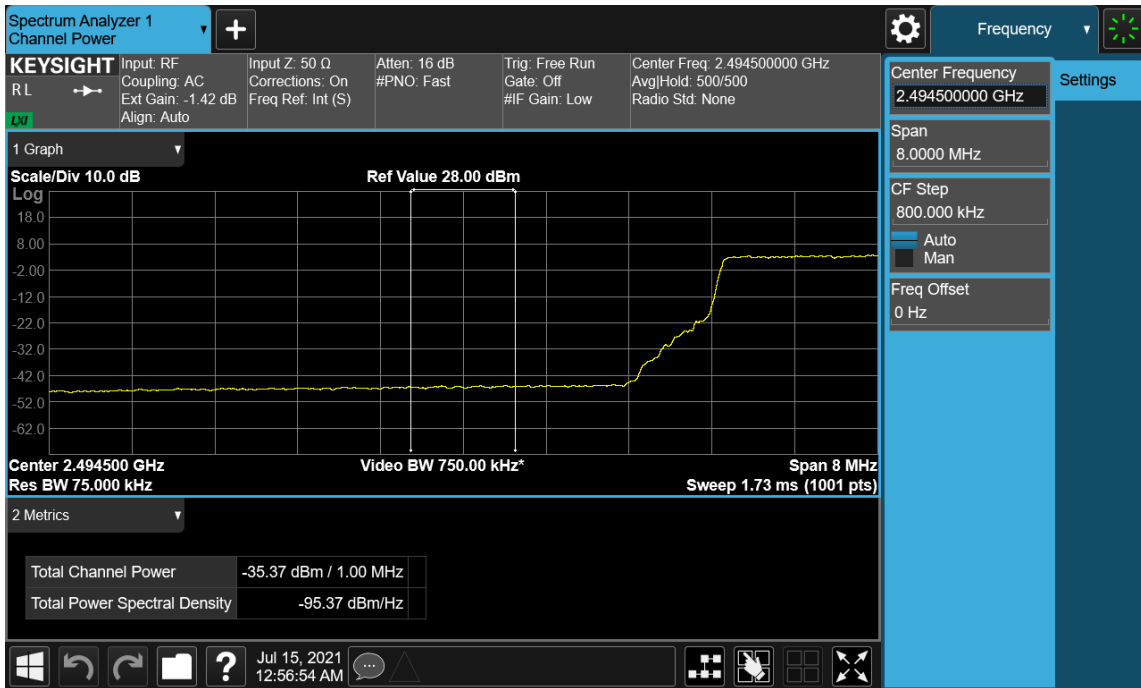 Spectrum Analyzer 1
Channel Power
Frequency
KEYSIGHT
RL
LXI
Input: RF
Coupling: AC
Ext Gain: -1.42 dB
Align: Auto
Input Z: 50 Ω
Corrections: On
Freq Ref: Int (S)
Atten: 16 dB
#PNO: Fast
Trig: Free Run
Gate: Off
#IF Gain: Low
Center Freq: 2.494500000 GHz
Avg|Hold: 500/500
Radio Std: None
Center Frequency
2.494500000 GHz
Settings
Span
8.0000 MHz
CF Step
800.000 kHz
Auto
Man
Freq Offset
0 Hz
1 Graph
Scale/Div 10.0 dB
Ref Value 28.00 dBm
Log
18.0
8.00
-2.00
-12.0
-22.0
-32.0
-42.0
-52.0
-62.0
Center 2.494500 GHz
Video BW 750.00 kHz*
Span 8 MHz
Res BW 75.000 kHz
Sweep 1.73 ms (1001 pts)
2 Metrics
Total Channel Power -35.37 dBm / 1.00 MHz
Total Power Spectral Density -95.37 dBm/Hz
?
Jul 15, 2021
12:56:54 AM